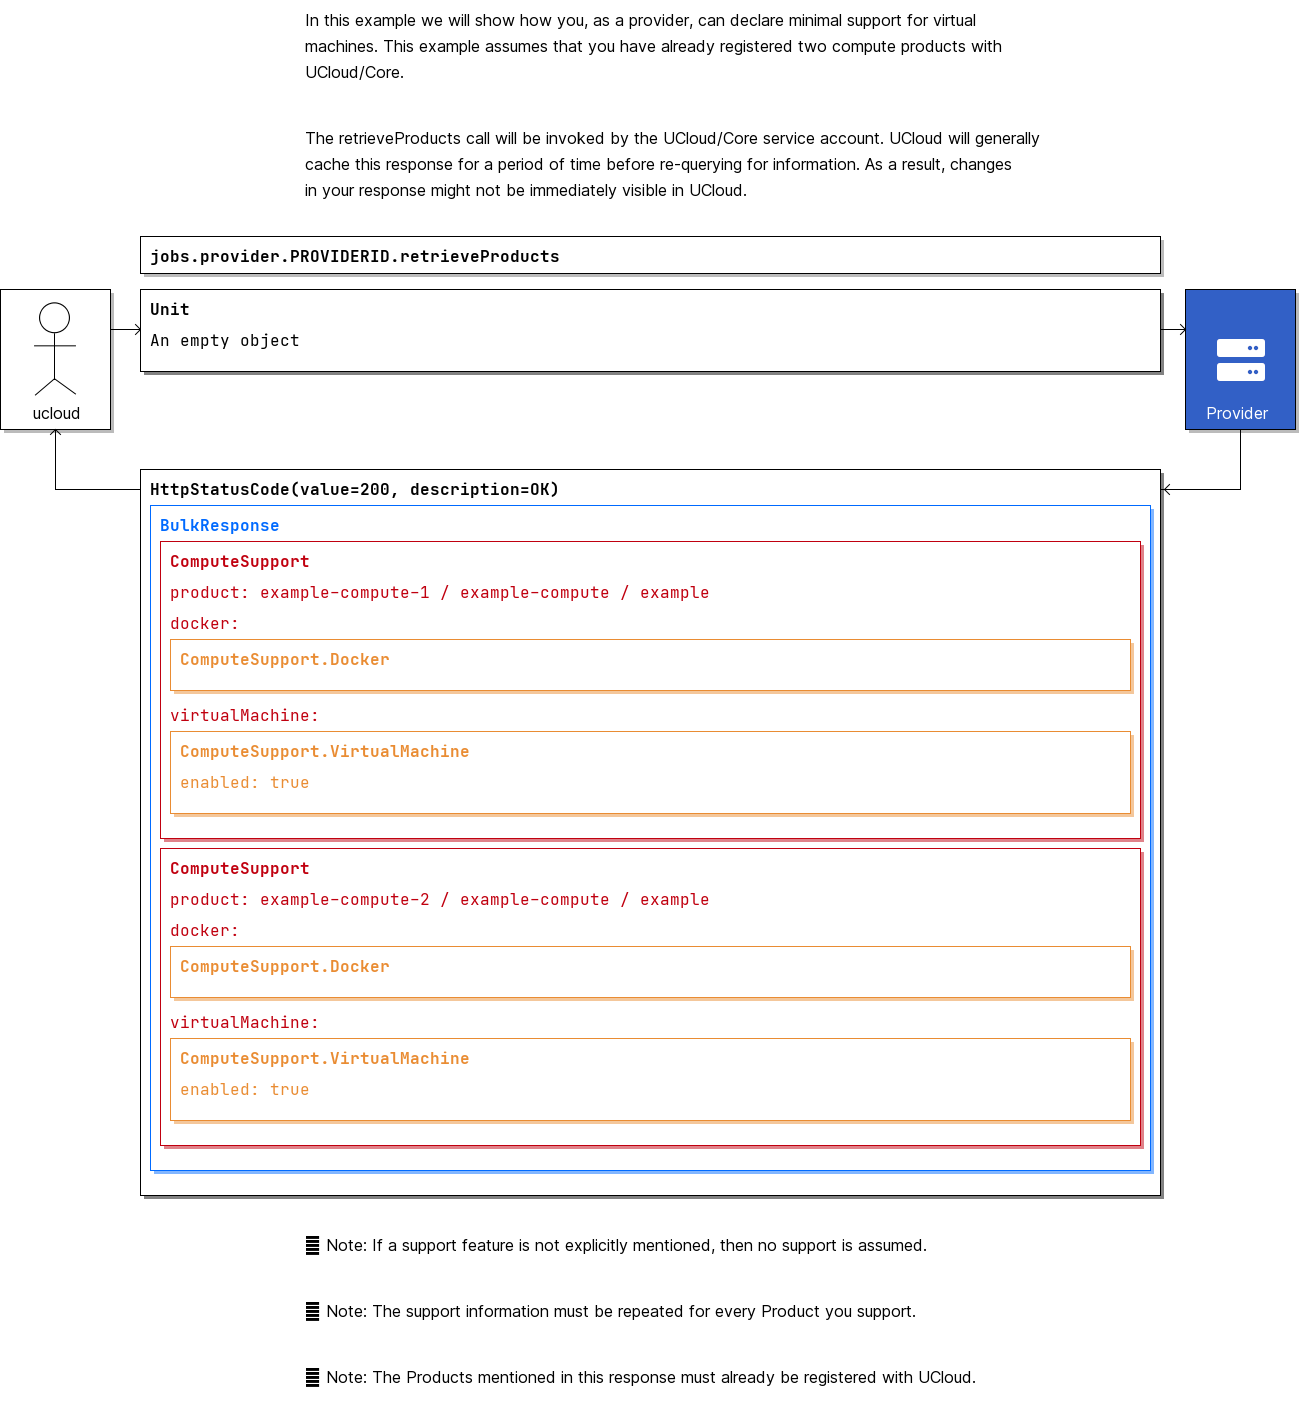 In this example we will show how you, as a provider, can declare minimal support for virtual
machines. This example assumes that you have already registered two compute products with
UCloud/Core.
The retrieveProducts call will be invoked by the UCloud/Core service account. UCloud will generally
cache this response for a period of time before re-querying for information. As a result, changes
in your response might not be immediately visible in UCloud.
jobs.provider.PROVIDERID.retrieveProducts
Unit
An empty object
ucloud
Provider
HttpStatusCode(value=200, description=OK)
BulkResponse
ComputeSupport
product: example-compute-1 / example-compute / example
docker:
ComputeSupport.Docker
virtualMachine:
ComputeSupport.VirtualMachine
enabled: true
ComputeSupport
product: example-compute-2 / example-compute / example
docker:
ComputeSupport.Docker
virtualMachine:
ComputeSupport.VirtualMachine
enabled: true
Note: If a support feature is not explicitly mentioned, then no support is assumed.
Note: The support information must be repeated for every Product you support.
Note: The Products mentioned in this response must already be registered with UCloud.